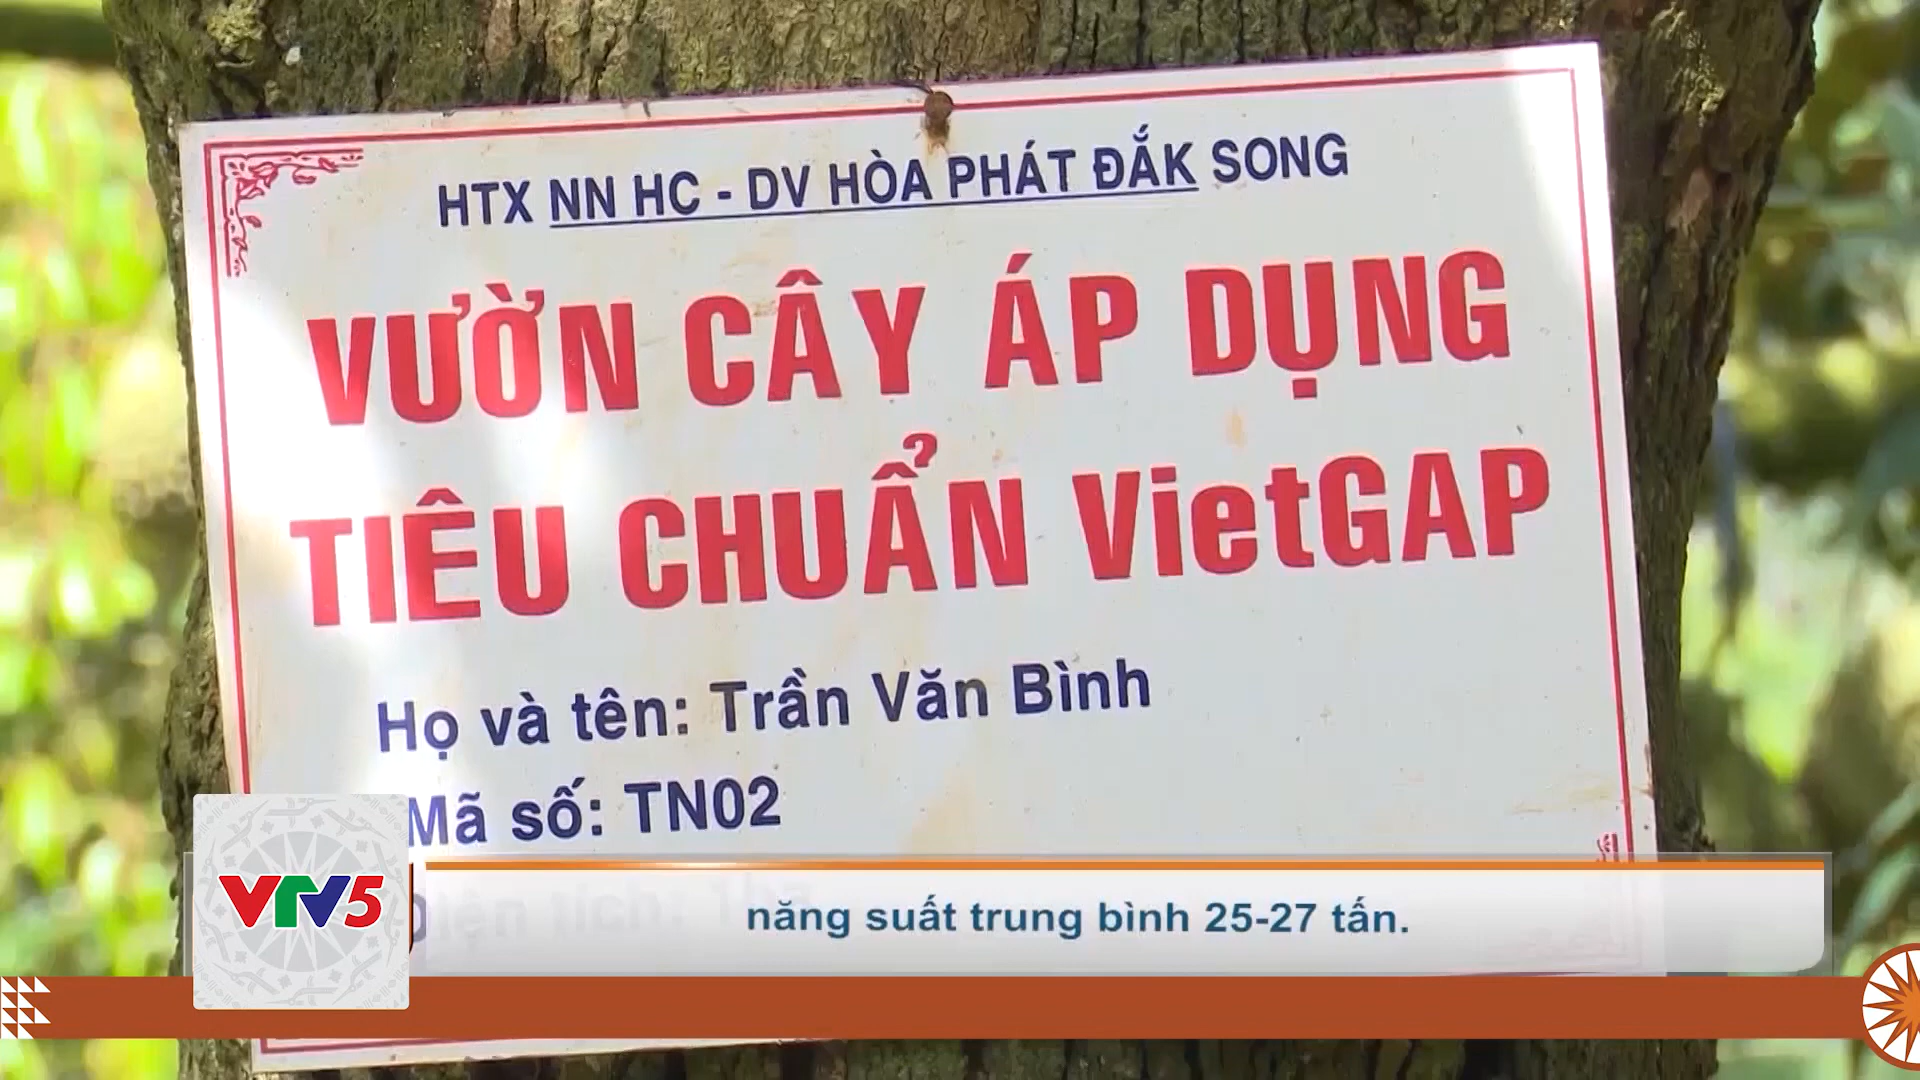 HTX NN HC - DV HÒA PHÁT ĐẮK SONG
VƯỜN CÂY ÁP DỤNG
TIÊU CHUẨN VietGAP
Họ và tên: Trần Văn Bình
Mã số: TN02
VTV5
năng suất trung bình 25-27 tấn.